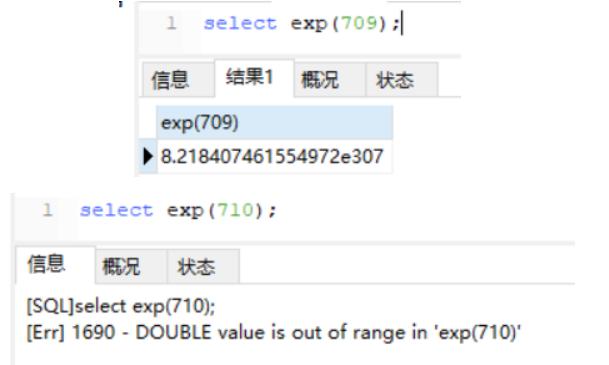 1 select exp(709);
信息 结果1 概况 状态
exp(709)
8.218407461554972e307
1 select exp(710);
信息 概况 状态
[SQL]select exp(710);
[Err] 1690 - DOUBLE value is out of range in 'exp(710)'